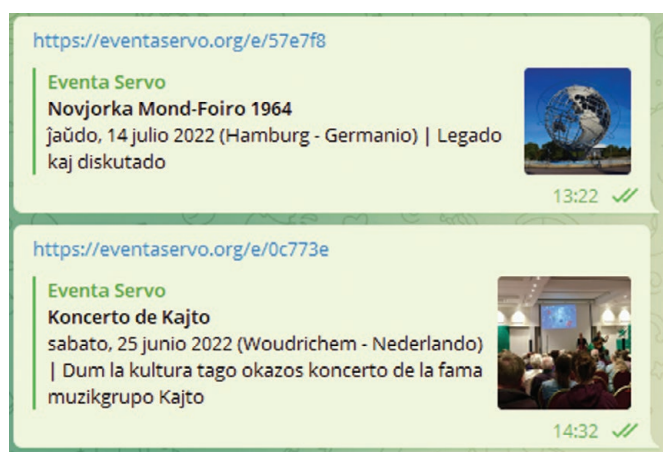 https://eventaservo.org/e/57e7f8
Eventa Servo
Novjorka Mond-Foiro 1964
ĵaŭdo, 14 julio 2022 (Hamburg - Germanio) | Legado
kaj diskutado
13:22
https://eventaservo.org/e/0c773e
Eventa Servo
Koncerto de Kajto
sabato, 25 junio 2022 (Woudrichem - Nederlando)
| Dum la kultura tago okazos koncerto de la fama
muzikgrupo Kajto
14:32